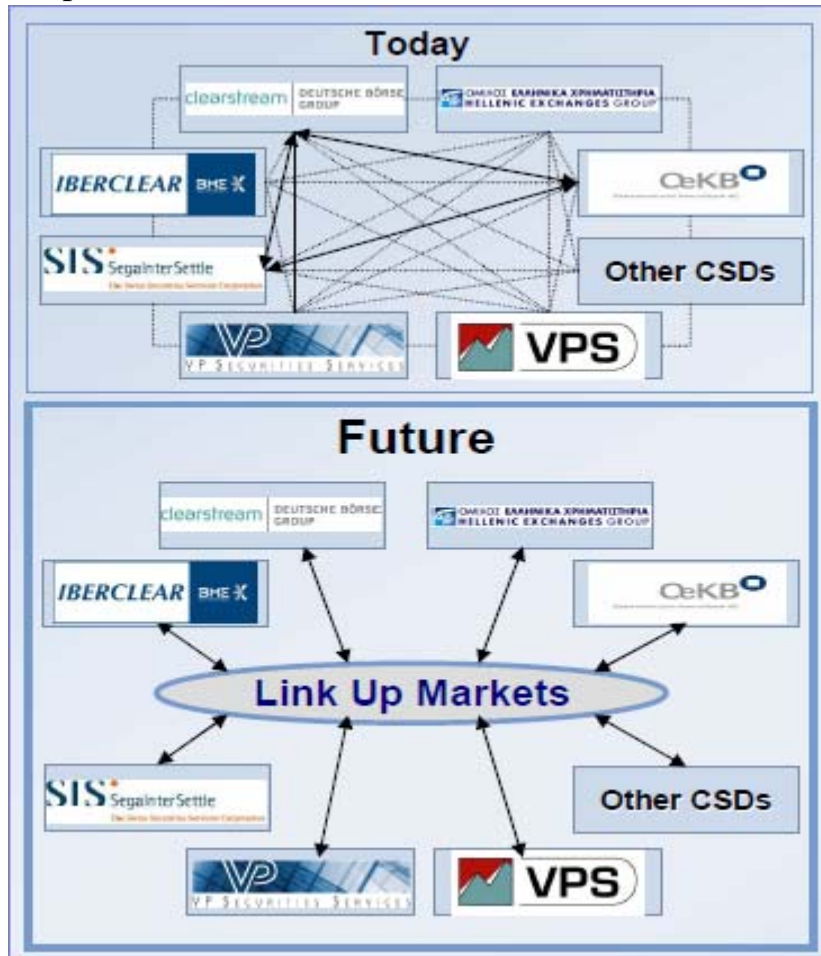 Today
clearstream DEUTSCHE BÖRSE
GROUP
ΟΜΙΛΟΣ ΕΛΛΗΝΙΚΑ ΧΡΗΜΑΤΙΣΤΗΡΙΑ
HELLENIC EXCHANGES GROUP
IBERCLEAR BME X
OeKB
SIS SegaInterSettle
The Swiss Securities Services Corporation
Other CSDs
VP
VP SECURITIES SERVICES
VPS
Future
clearstream DEUTSCHE BÖRSE
GROUP
ΟΜΙΛΟΣ ΕΛΛΗΝΙΚΑ ΧΡΗΜΑΤΙΣΤΗΡΙΑ
HELLENIC EXCHANGES GROUP
IBERCLEAR BME X
OeKB
Link Up Markets
SIS SegaInterSettle
The Swiss Securities Services Corporation
Other CSDs
VP
VP SECURITIES SERVICES
VPS